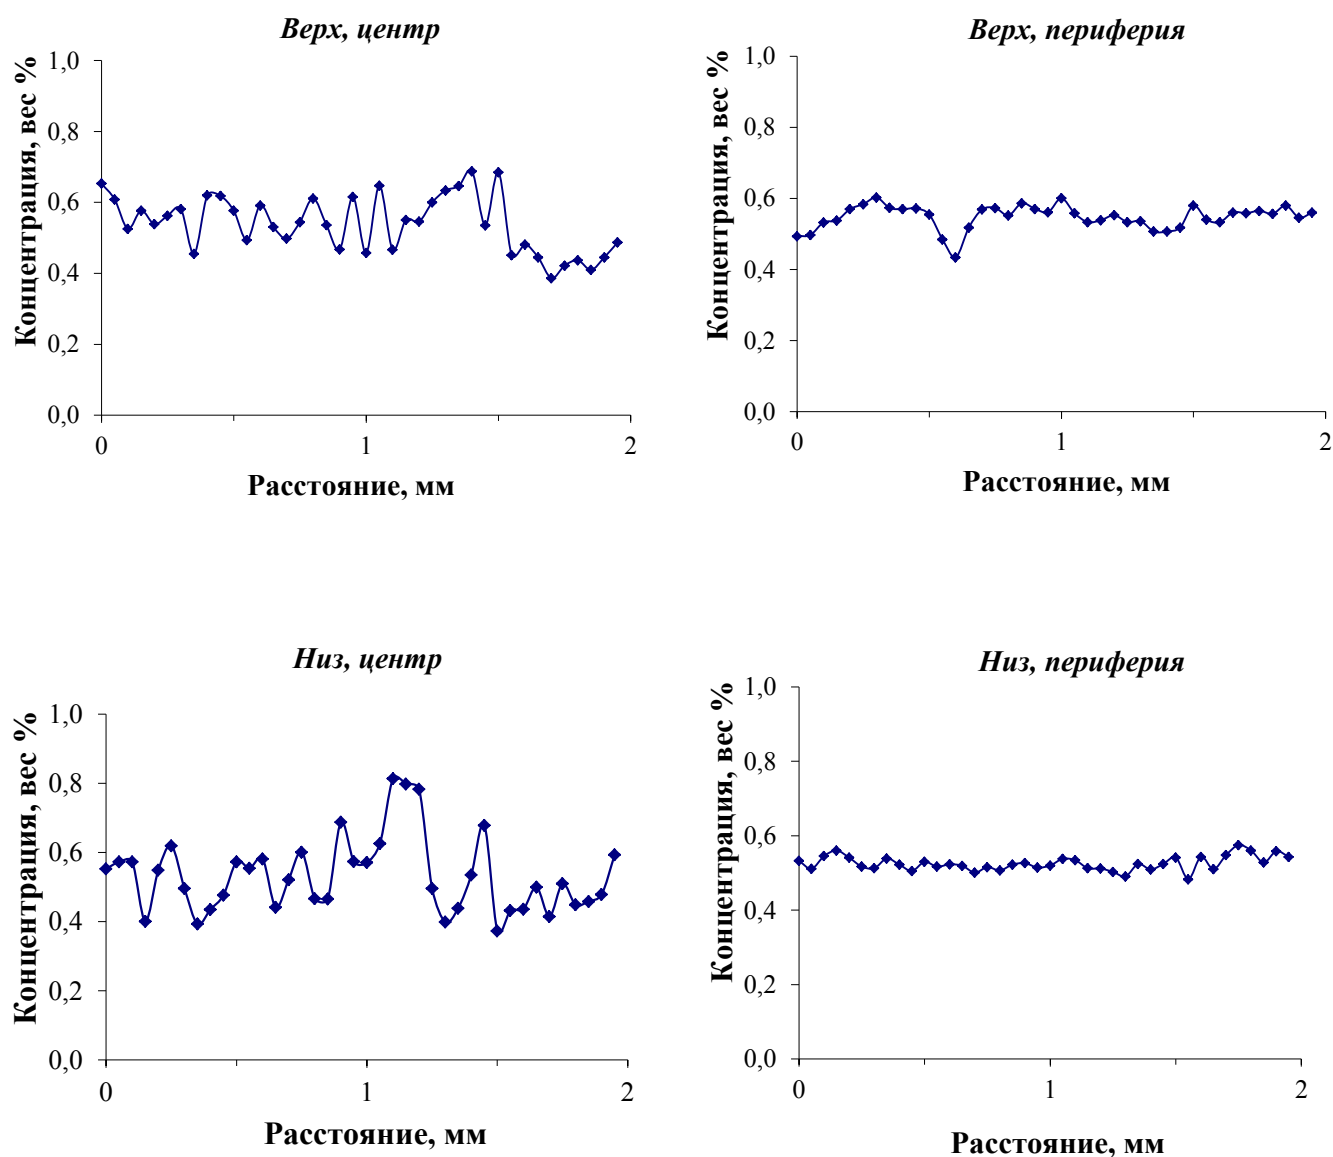 Верх, центр
Концентрация, вес %
1,0
0,8
0,6
0,4
0,2
0,0
0 1 2
Расстояние, мм
Верх, периферия
Концентрация, вес %
1,0
0,8
0,6
0,4
0,2
0,0
0 1 2
Расстояние, мм
Низ, центр
Концентрация, вес %
1,0
0,8
0,6
0,4
0,2
0,0
0 1 2
Расстояние, мм
Низ, периферия
Концентрация, вес %
1,0
0,8
0,6
0,4
0,2
0,0
0 1 2
Расстояние, мм